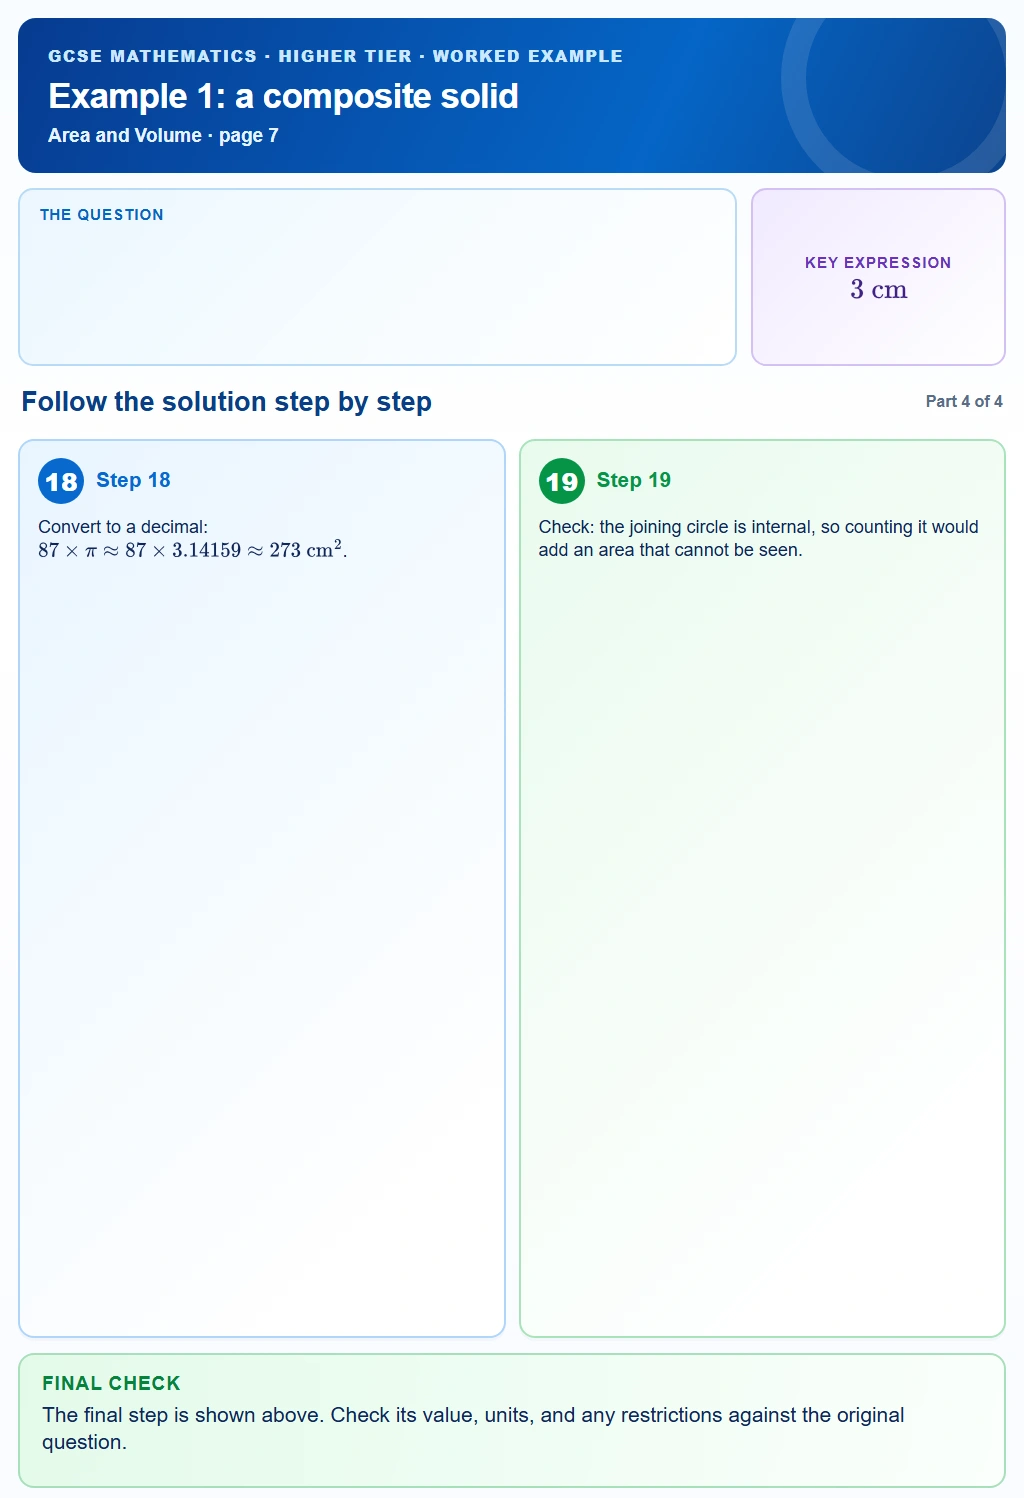 GCSE MATHEMATICS · HIGHER TIER · WORKED EXAMPLE
Example 1: a composite solid
Area and Volume · page 7
THE QUESTION
KEY EXPRESSION
3 cm
Follow the solution step by step
Part 4 of 4
18 Step 18
Convert to a decimal:
87 × π ≈ 87 × 3.14159 ≈ 273 cm².
19 Step 19
Check: the joining circle is internal, so counting it would
add an area that cannot be seen.
FINAL CHECK
The final step is shown above. Check its value, units, and any restrictions against the original
question.